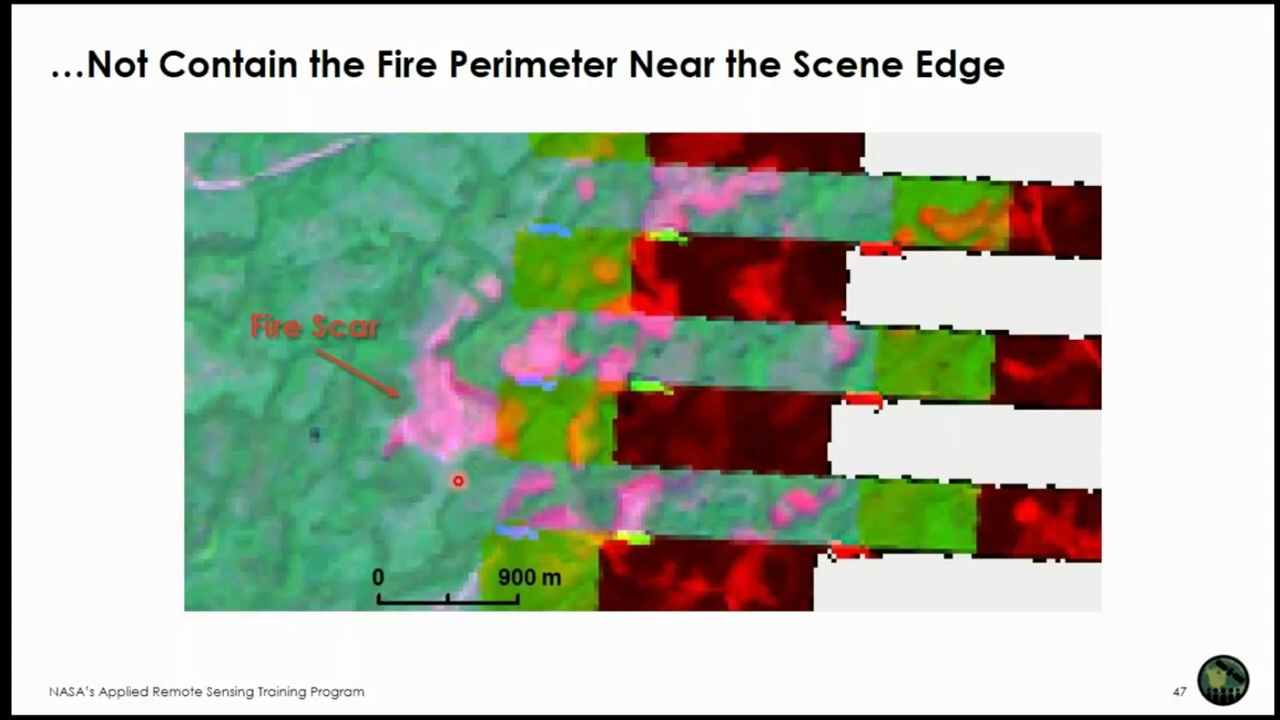 …Not Contain the Fire Perimeter Near the Scene Edge
Fire Scar
0 900 m
NASA's Applied Remote Sensing Training Program
47